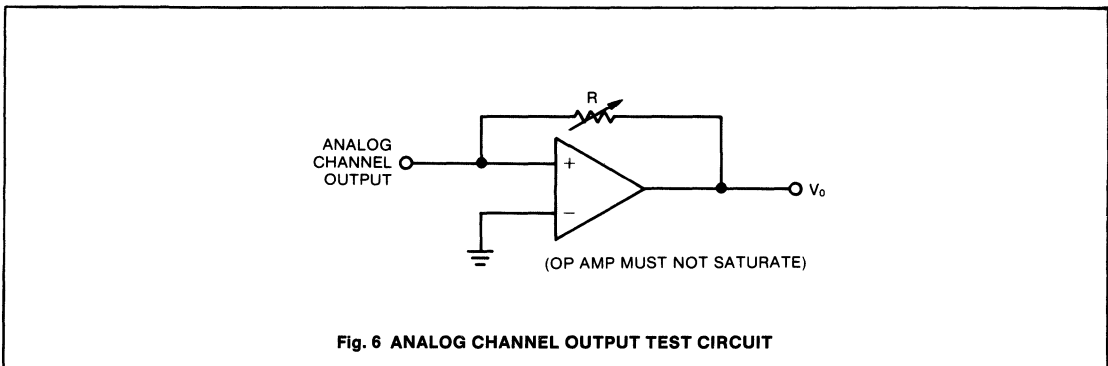 R
ANALOG
CHANNEL
OUTPUT
+
−
V₀
(OP AMP MUST NOT SATURATE)
Fig. 6 ANALOG CHANNEL OUTPUT TEST CIRCUIT